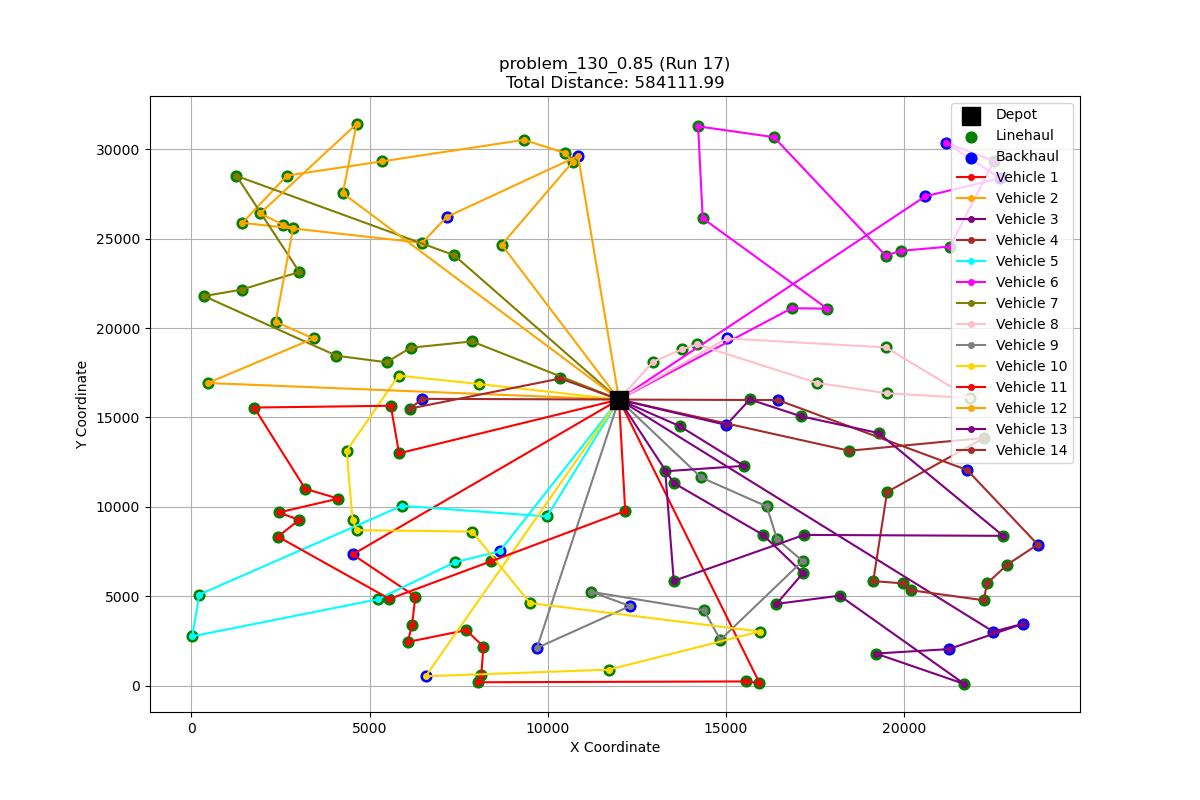 problem_130_0.85 (Run 17)
Total Distance: 584111.99
Y Coordinate
30000
25000
20000
15000
10000
5000
0
0
5000
10000
15000
20000
X Coordinate
Depot
Linehaul
Backhaul
Vehicle 1
Vehicle 2
Vehicle 3
Vehicle 4
Vehicle 5
Vehicle 6
Vehicle 7
Vehicle 8
Vehicle 9
Vehicle 10
Vehicle 11
Vehicle 12
Vehicle 13
Vehicle 14